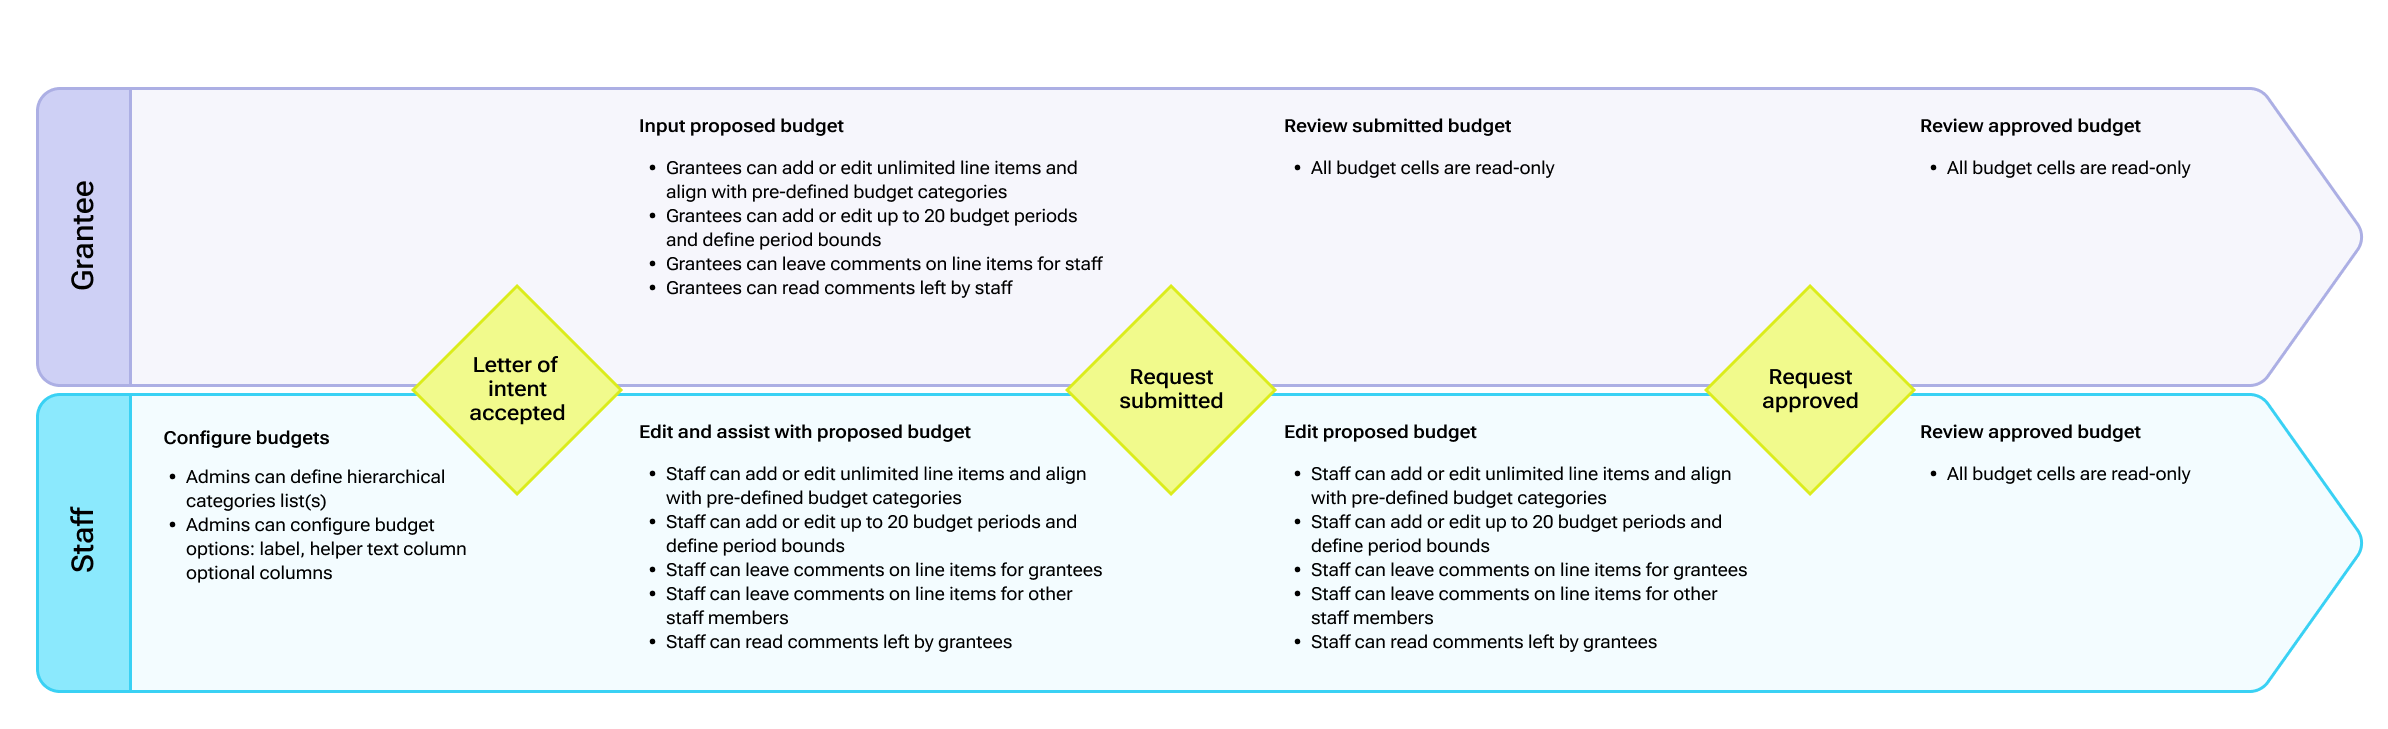 Grantee
Input proposed budget
• Grantees can add or edit unlimited line items and
align with pre-defined budget categories
• Grantees can add or edit up to 20 budget periods
and define period bounds
• Grantees can leave comments on line items for staff
• Grantees can read comments left by staff
Review submitted budget
• All budget cells are read-only
Review approved budget
• All budget cells are read-only
Letter of
intent
accepted
Request
submitted
Request
approved
Staff
Configure budgets
• Admins can define hierarchical
categories list(s)
• Admins can configure budget
options: label, helper text column
optional columns
Edit and assist with proposed budget
• Staff can add or edit unlimited line items and align
with pre-defined budget categories
• Staff can add or edit up to 20 budget periods and
define period bounds
• Staff can leave comments on line items for grantees
• Staff can leave comments on line items for other
staff members
• Staff can read comments left by grantees
Edit proposed budget
• Staff can add or edit unlimited line items and align
with pre-defined budget categories
• Staff can add or edit up to 20 budget periods and
define period bounds
• Staff can leave comments on line items for grantees
• Staff can leave comments on line items for other
staff members
• Staff can read comments left by grantees
Review approved budget
• All budget cells are read-only